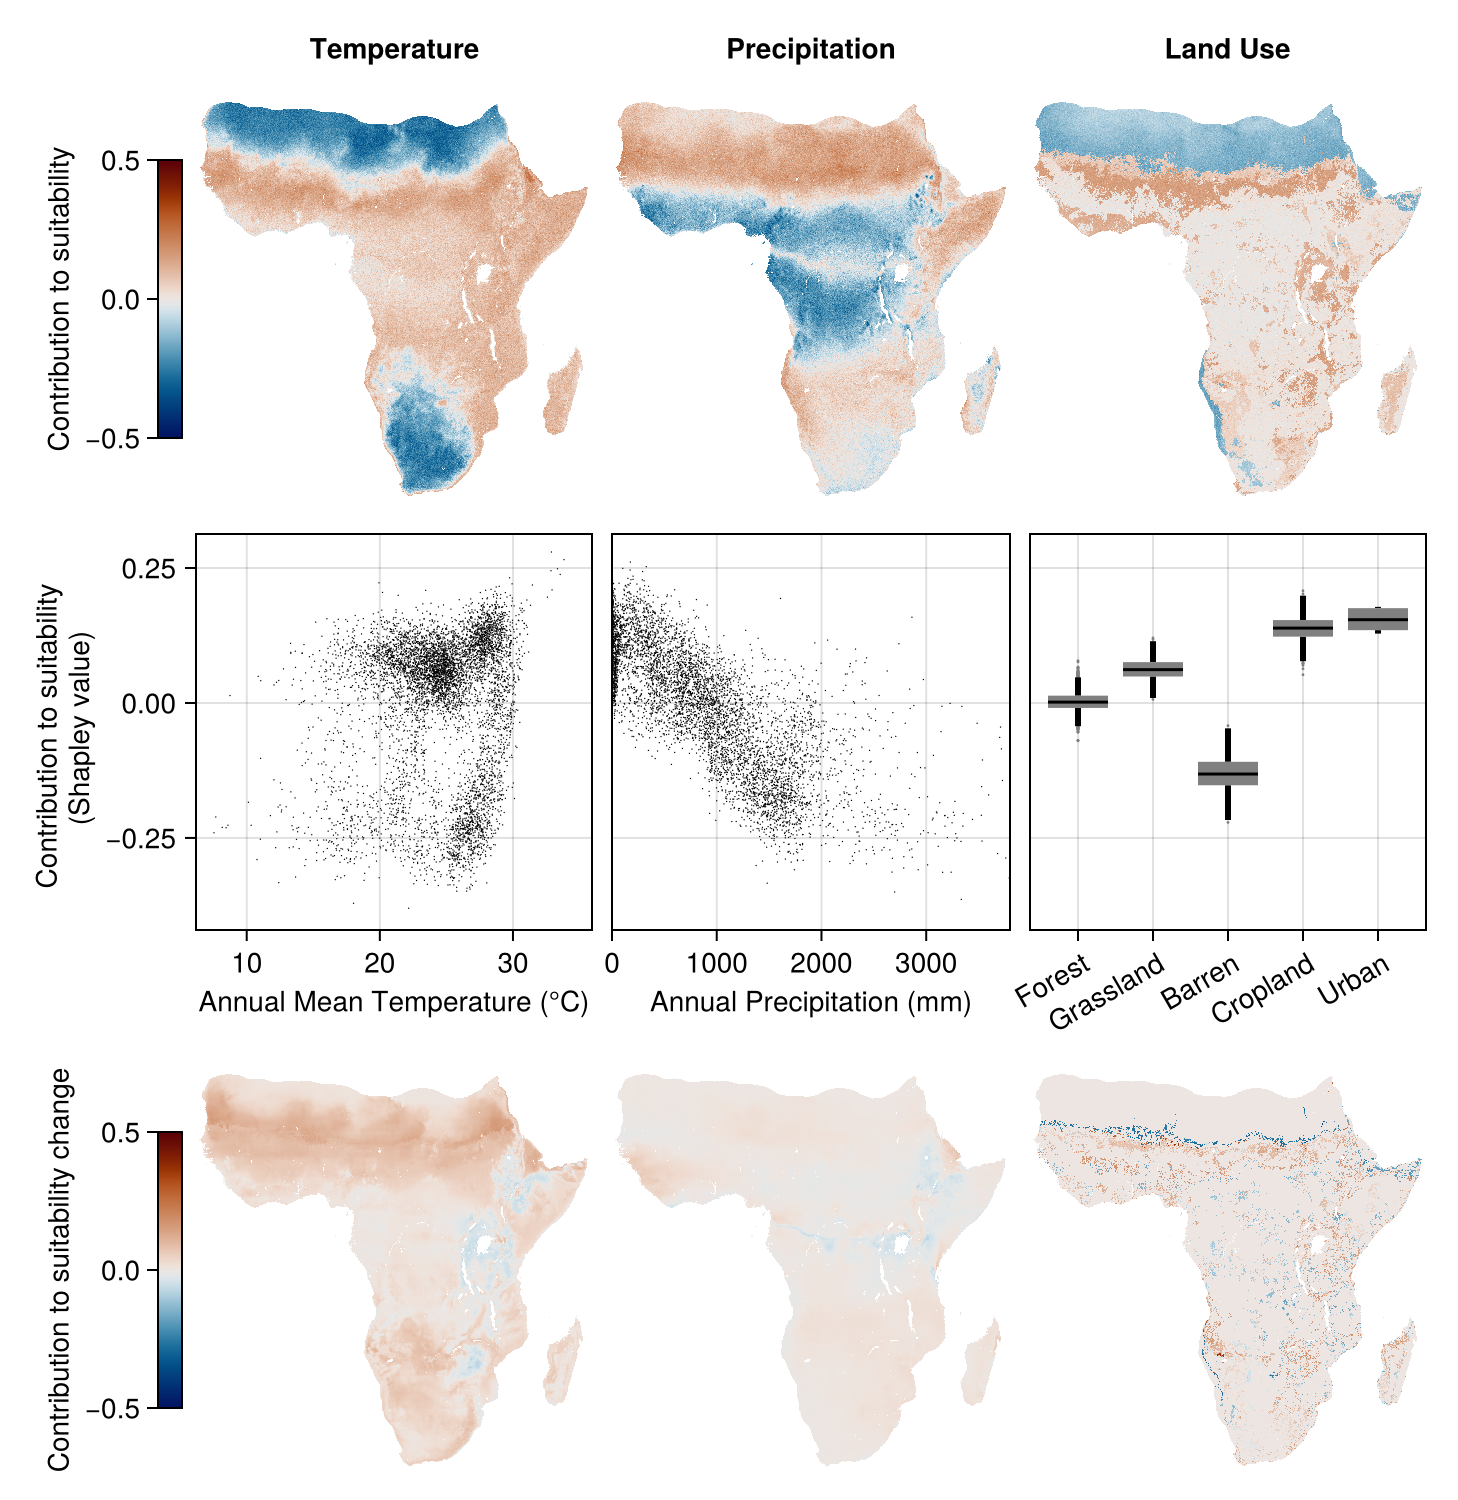 Temperature
Precipitation
Land Use
Contribution to suitability
0.5
0.0
−0.5
Contribution to suitability
(Shapley value)
0.25
0.00
−0.25
10 20 30
Annual Mean Temperature (°C)
0 1000 2000 3000
Annual Precipitation (mm)
Forest
Grassland
Barren
Cropland
Urban
Contribution to suitability change
0.5
0.0
−0.5